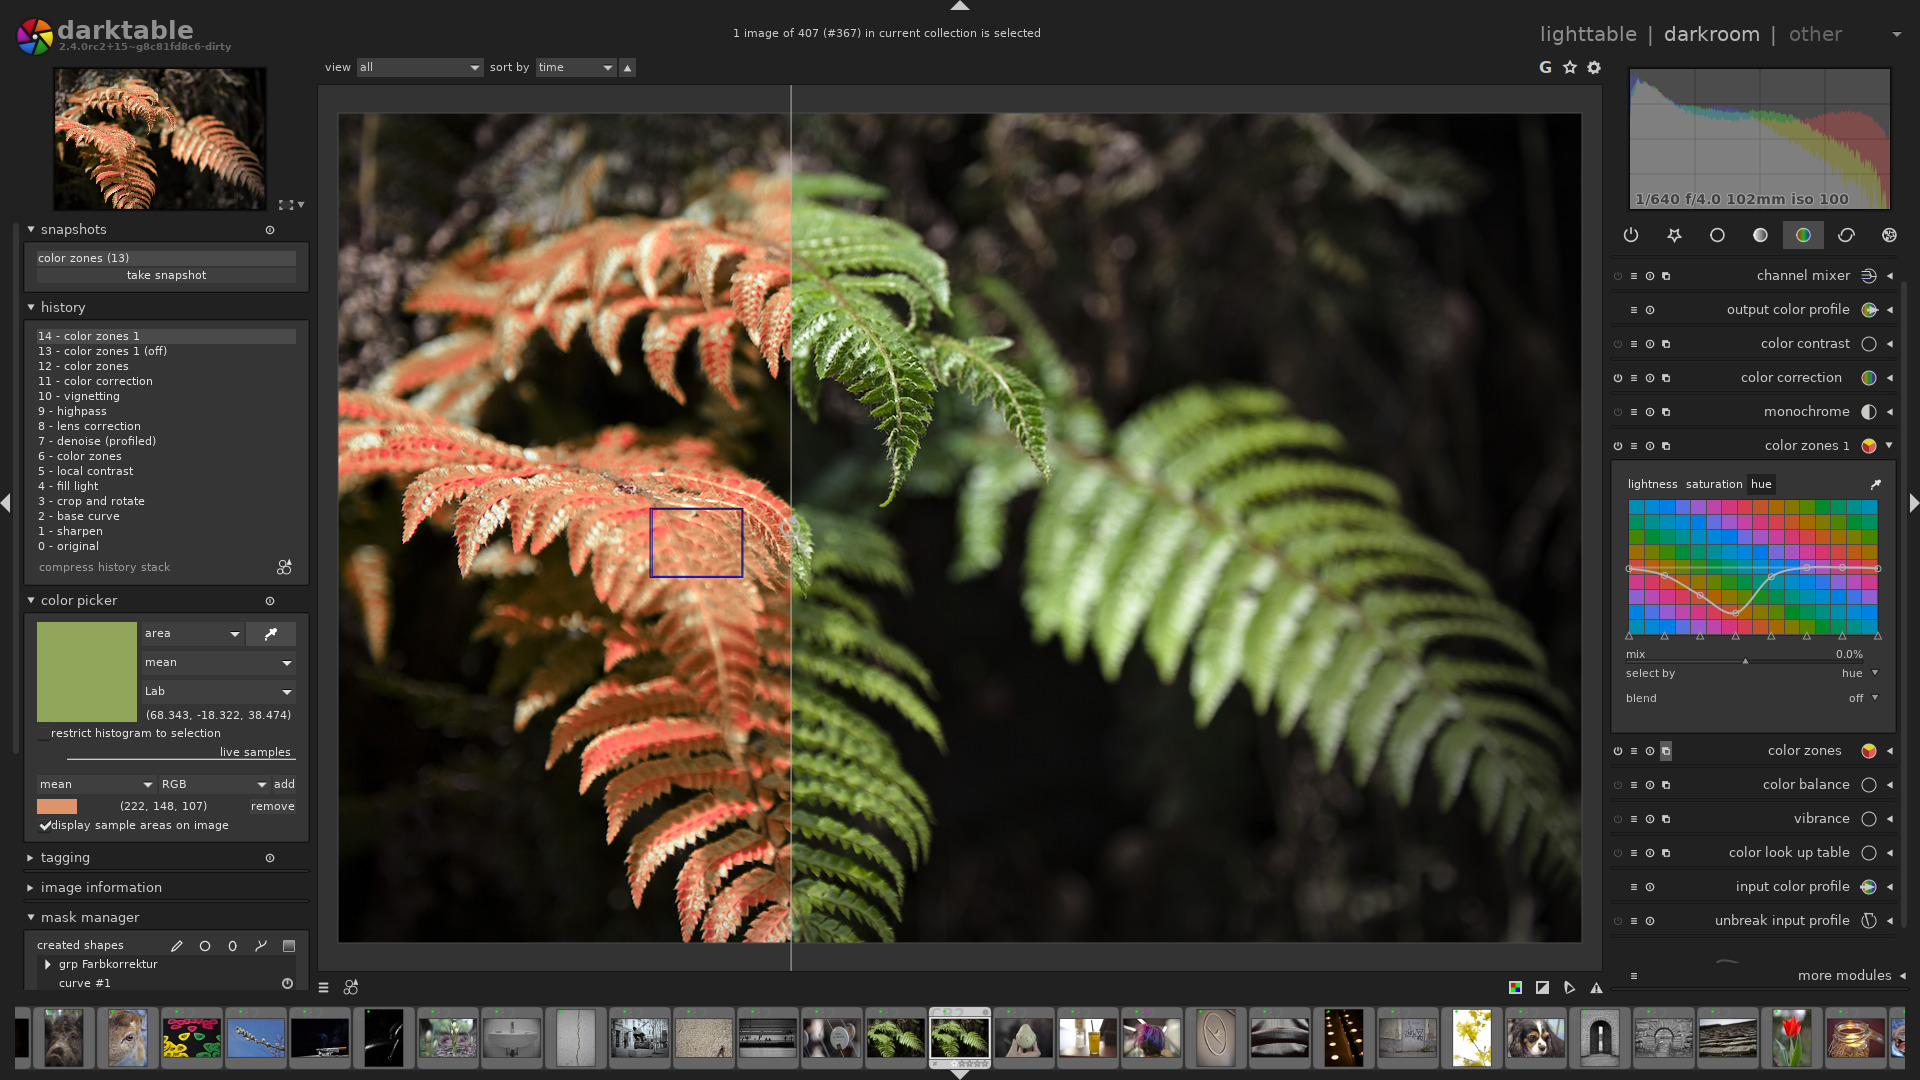 darktable
2.4.0rc2+15~g8c81fd8c6-dirty
1 image of 407 (#367) in current collection is selected
lighttable | darkroom | other
view all sort by time
G
snapshots
color zones (13)
take snapshot
history
14 - color zones 1
13 - color zones 1 (off)
12 - color zones
11 - color correction
10 - vignetting
9 - highpass
8 - lens correction
7 - denoise (profiled)
6 - color zones
5 - local contrast
4 - fill light
3 - crop and rotate
2 - base curve
1 - sharpen
0 - original
compress history stack
color picker
area
mean
Lab
(68.343, -18.322, 38.474)
restrict histogram to selection
live samples
mean RGB add
(222, 148, 107) remove
display sample areas on image
tagging
image information
mask manager
created shapes
grp Farbkorrektur
curve #1
1/640 f/4.0 102mm iso 100
channel mixer
output color profile
color contrast
color correction
monochrome
color zones 1
lightness saturation hue
mix 0.0%
select by hue
blend off
color zones
color balance
vibrance
color look up table
input color profile
unbreak input profile
more modules